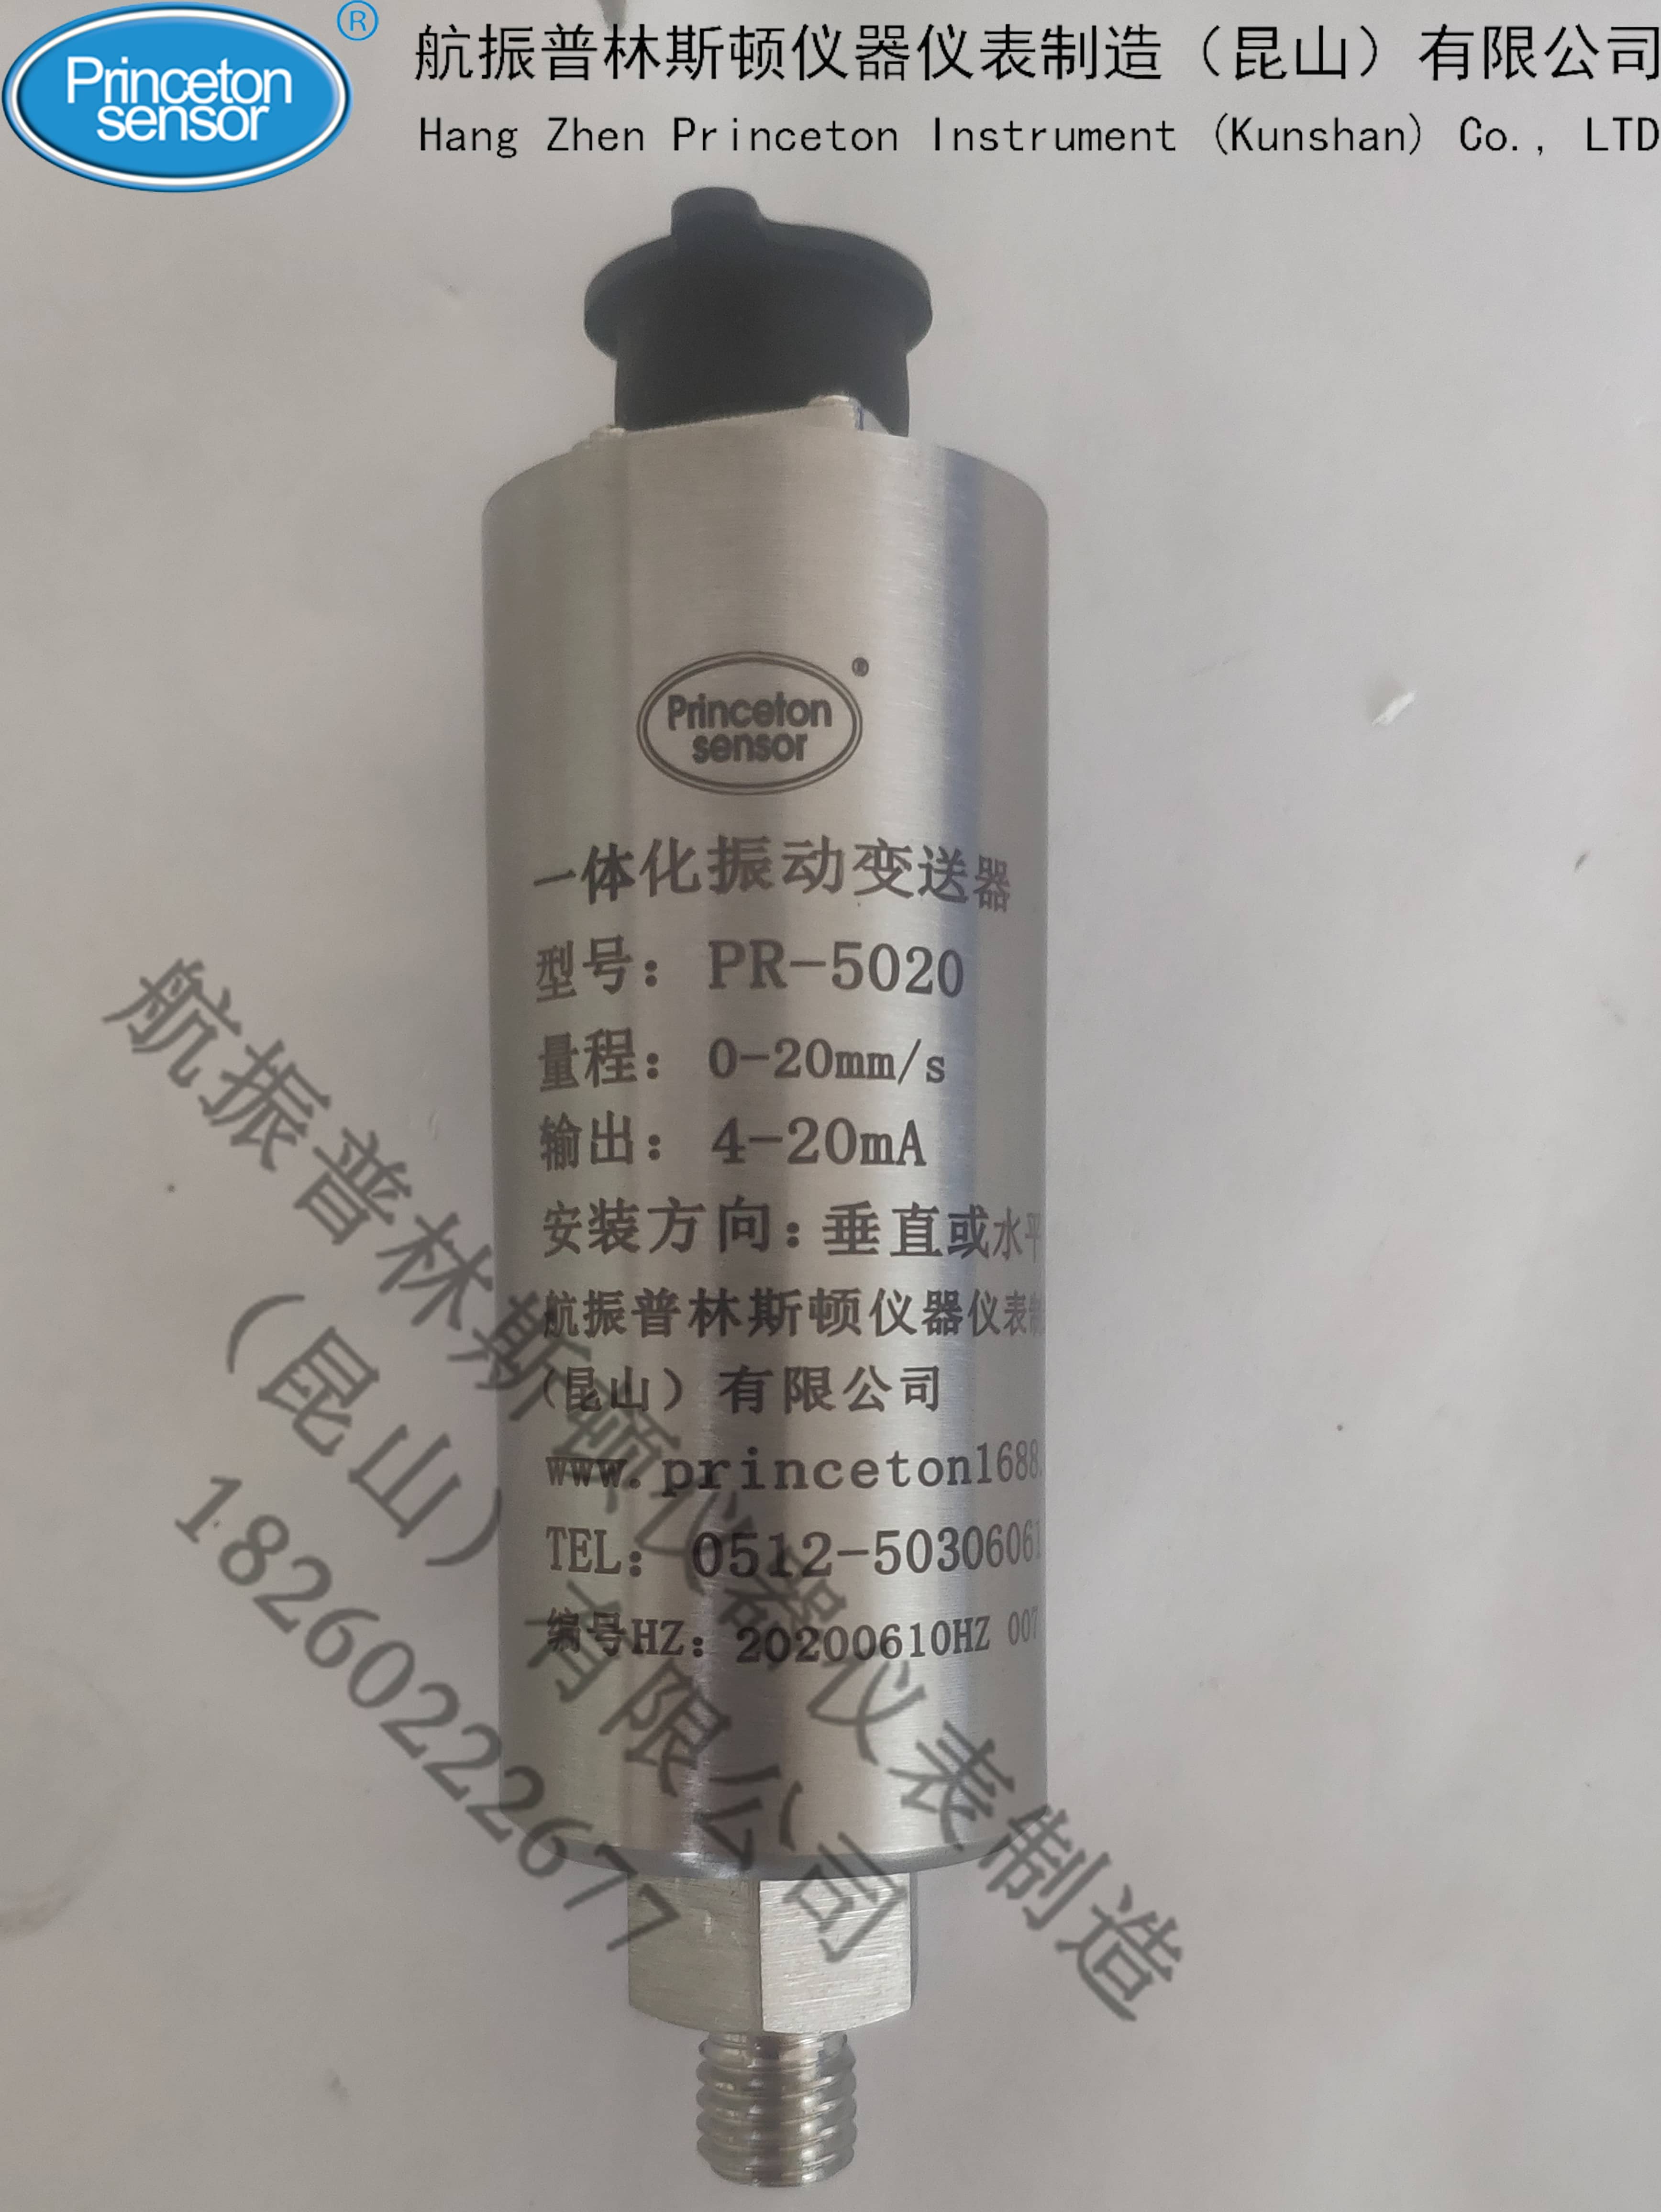 Princeton
sensor
®
航振普林斯顿仪器仪表制造（昆山）有限公司
Hang Zhen Princeton Instrument (Kunshan) Co., LTD
Princeton
sensor
®
一体化振动变送器
型号：PR-5020
量程：0-20mm/s
输出：4-20mA
安装方向：垂直或水平
航振普林斯顿仪器仪表制
(昆山）有限公司
www.princeton1688.
TEL：0512-50306061
编号HZ：20200610HZ 007
航振普林斯顿仪器仪表制造
（昆山）有限公司
18260222677